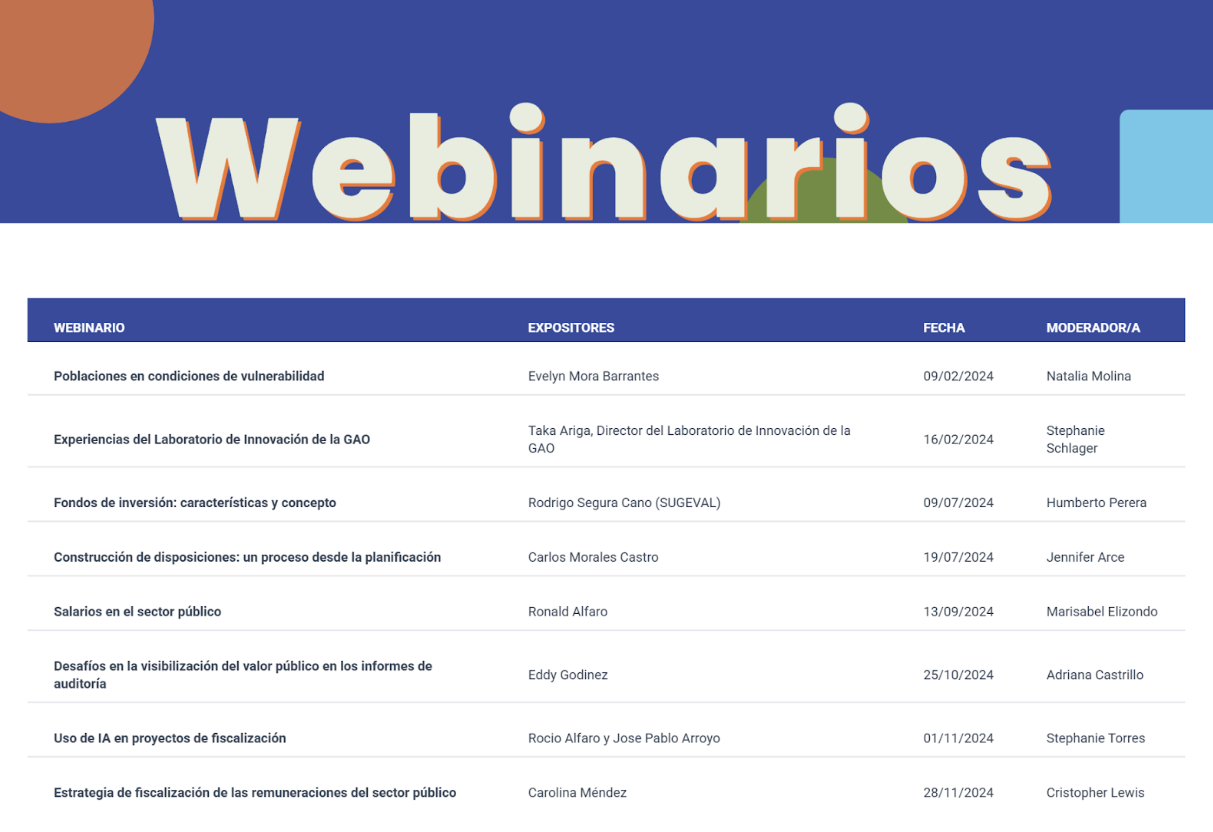 Webinarios
WEBINARIO EXPOSITORES FECHA MODERADOR/A
Poblaciones en condiciones de vulnerabilidad Evelyn Mora Barrantes 09/02/2024 Natalia Molina
Experiencias del Laboratorio de Innovación de la GAO Taka Ariga, Director del Laboratorio de Innovación de la
GAO 16/02/2024 Stephanie
Schlager
Fondos de inversión: características y concepto Rodrigo Segura Cano (SUGEVAL) 09/07/2024 Humberto Perera
Construcción de disposiciones: un proceso desde la planificación Carlos Morales Castro 19/07/2024 Jennifer Arce
Salarios en el sector público Ronald Alfaro 13/09/2024 Marisabel Elizondo
Desafíos en la visibilización del valor público en los informes de
auditoría Eddy Godinez 25/10/2024 Adriana Castrillo
Uso de IA en proyectos de fiscalización Rocio Alfaro y Jose Pablo Arroyo 01/11/2024 Stephanie Torres
Estrategia de fiscalización de las remuneraciones del sector público Carolina Méndez 28/11/2024 Cristopher Lewis